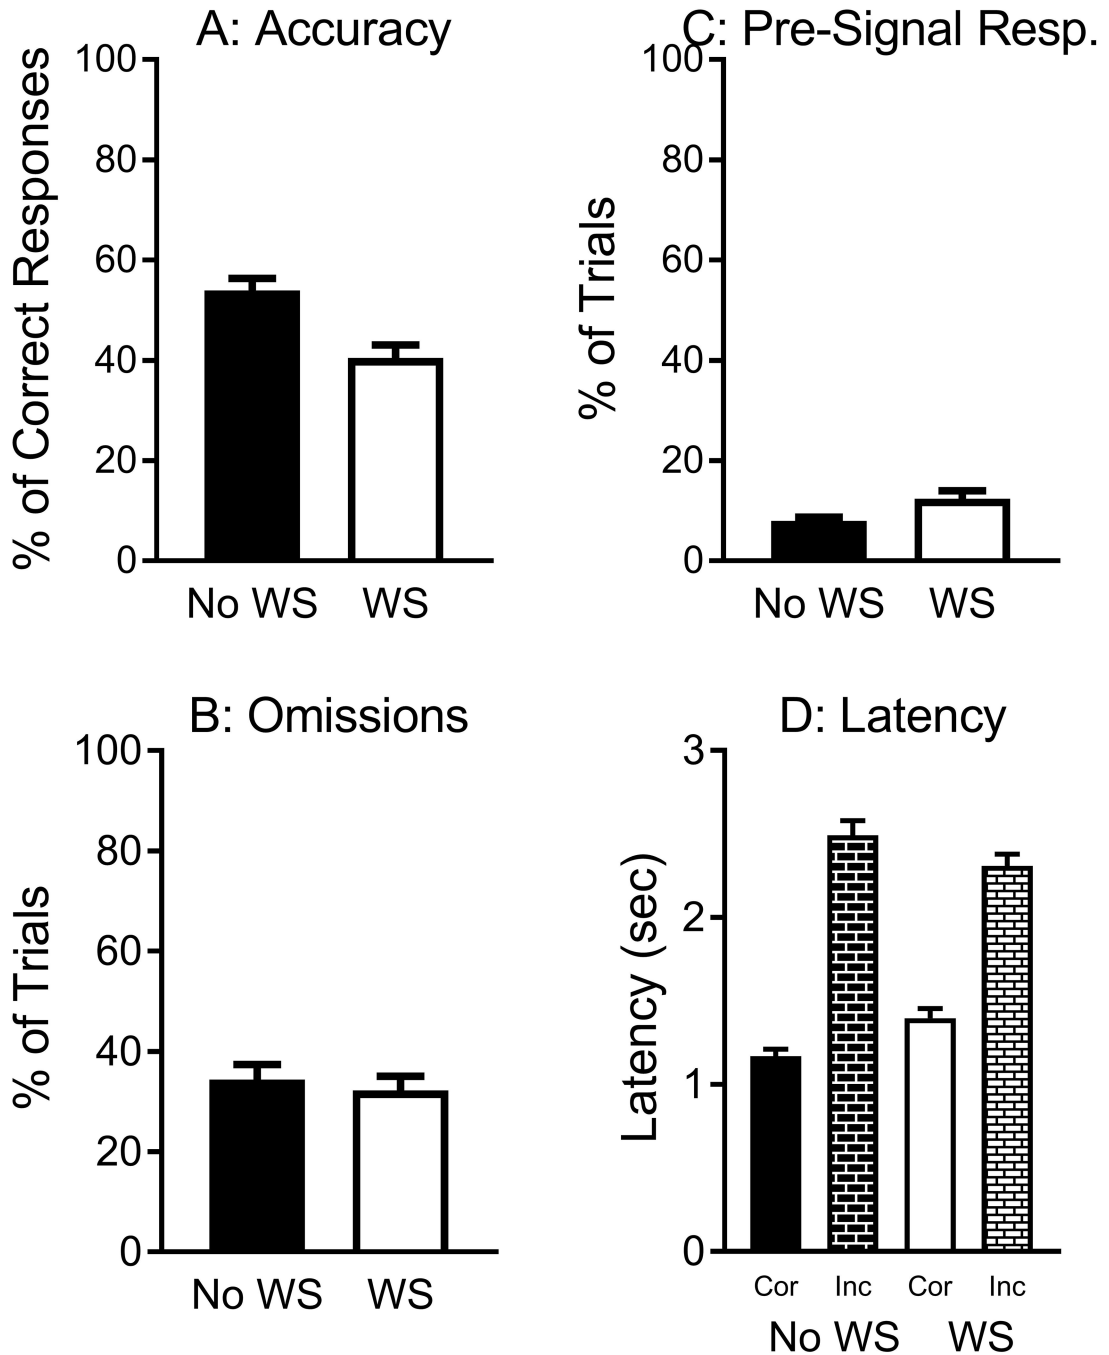 A: Accuracy
% of Correct Responses
100
80
60
40
20
0
No WS WS
C: Pre-Signal Resp.
% of Trials
100
80
60
40
20
0
No WS WS
B: Omissions
% of Trials
100
80
60
40
20
0
No WS WS
D: Latency
Latency (sec)
3
2
1
0
Cor Inc Cor Inc
No WS WS